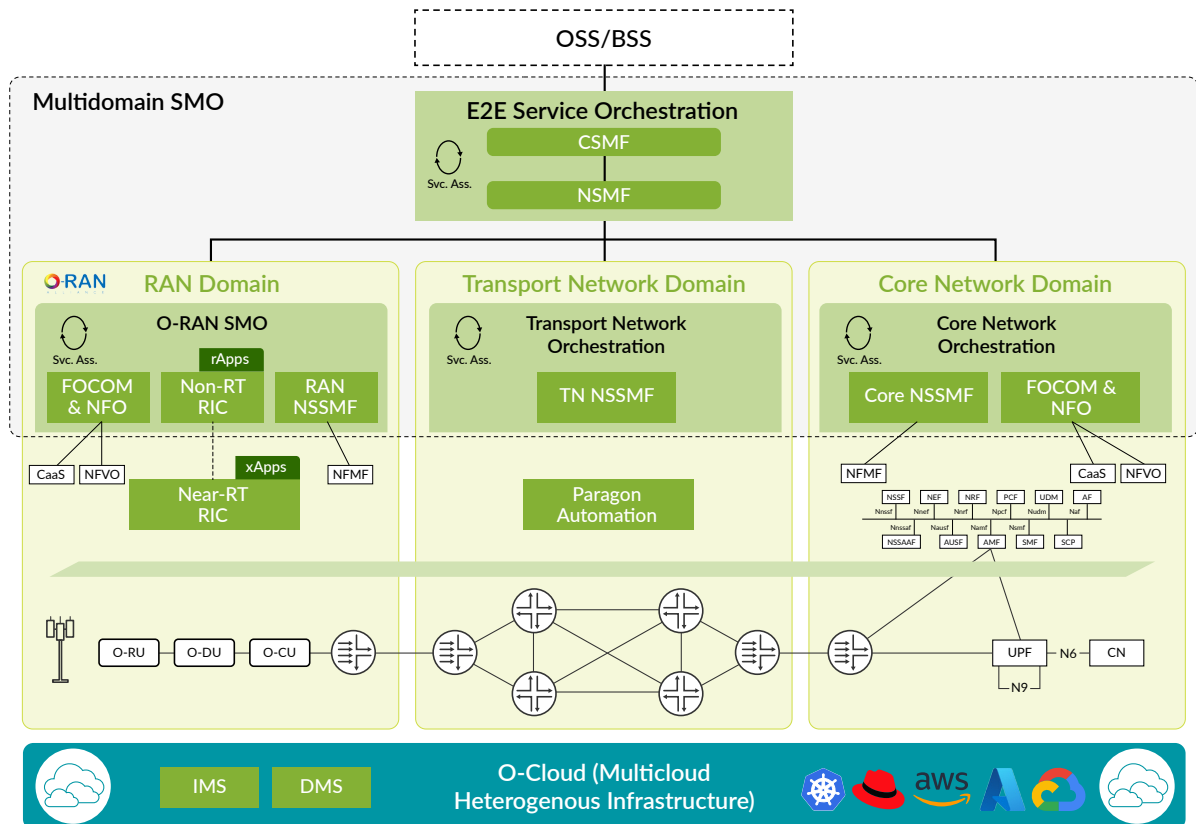 OSS/BSS
Multidomain SMO
E2E Service Orchestration
CSMF
Svc. Ass.
NSMF
O-RAN
RAN Domain
O-RAN SMO
Svc. Ass.
rApps
FOCOM
& NFO
Non-RT
RIC
RAN
NSSMF
CaaS
NFVO
NFMF
xApps
Near-RT
RIC
Transport Network Domain
Svc. Ass.
Transport Network
Orchestration
TN NSSMF
Paragon
Automation
Core Network Domain
Svc. Ass.
Core Network
Orchestration
Core NSSMF
FOCOM &
NFO
NFMF
CaaS
NFVO
NSSF
NEF
NRF
PCF
UDM
AF
Nnssf
Nnef
Nnrf
Npcf
Nudm
Naf
Nnssaf
Nausf
Namf
Nsmf
NSSAAF
AUSF
AMF
SMF
SCP
O-RU
O-DU
O-CU
UPF
N6
CN
N9
IMS
DMS
O-Cloud (Multicloud
Heterogenous Infrastructure)
aws